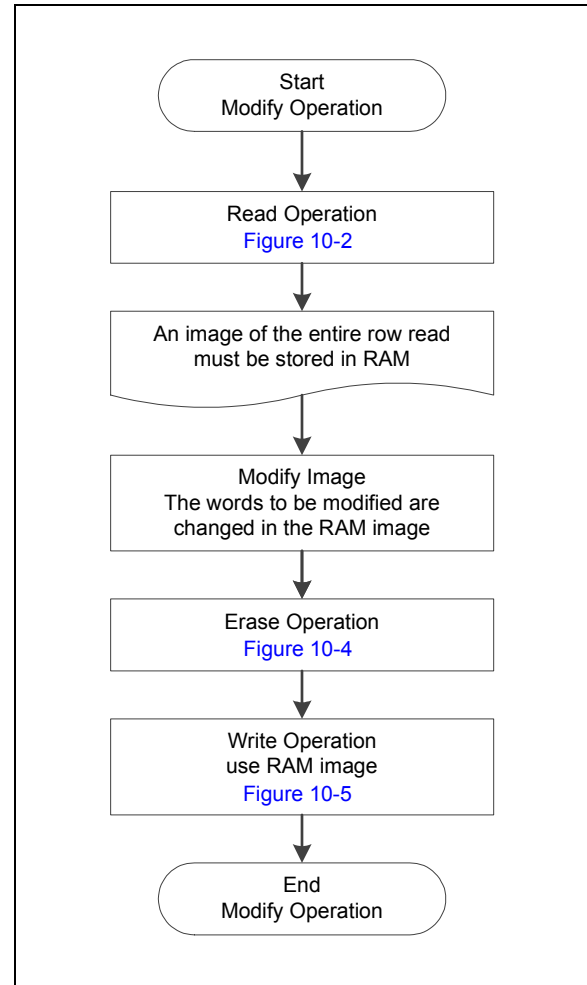 Start
Modify Operation
Read Operation
Figure 10-2
An image of the entire row read
must be stored in RAM
Modify Image
The words to be modified are
changed in the RAM image
Erase Operation
Figure 10-4
Write Operation
use RAM image
Figure 10-5
End
Modify Operation